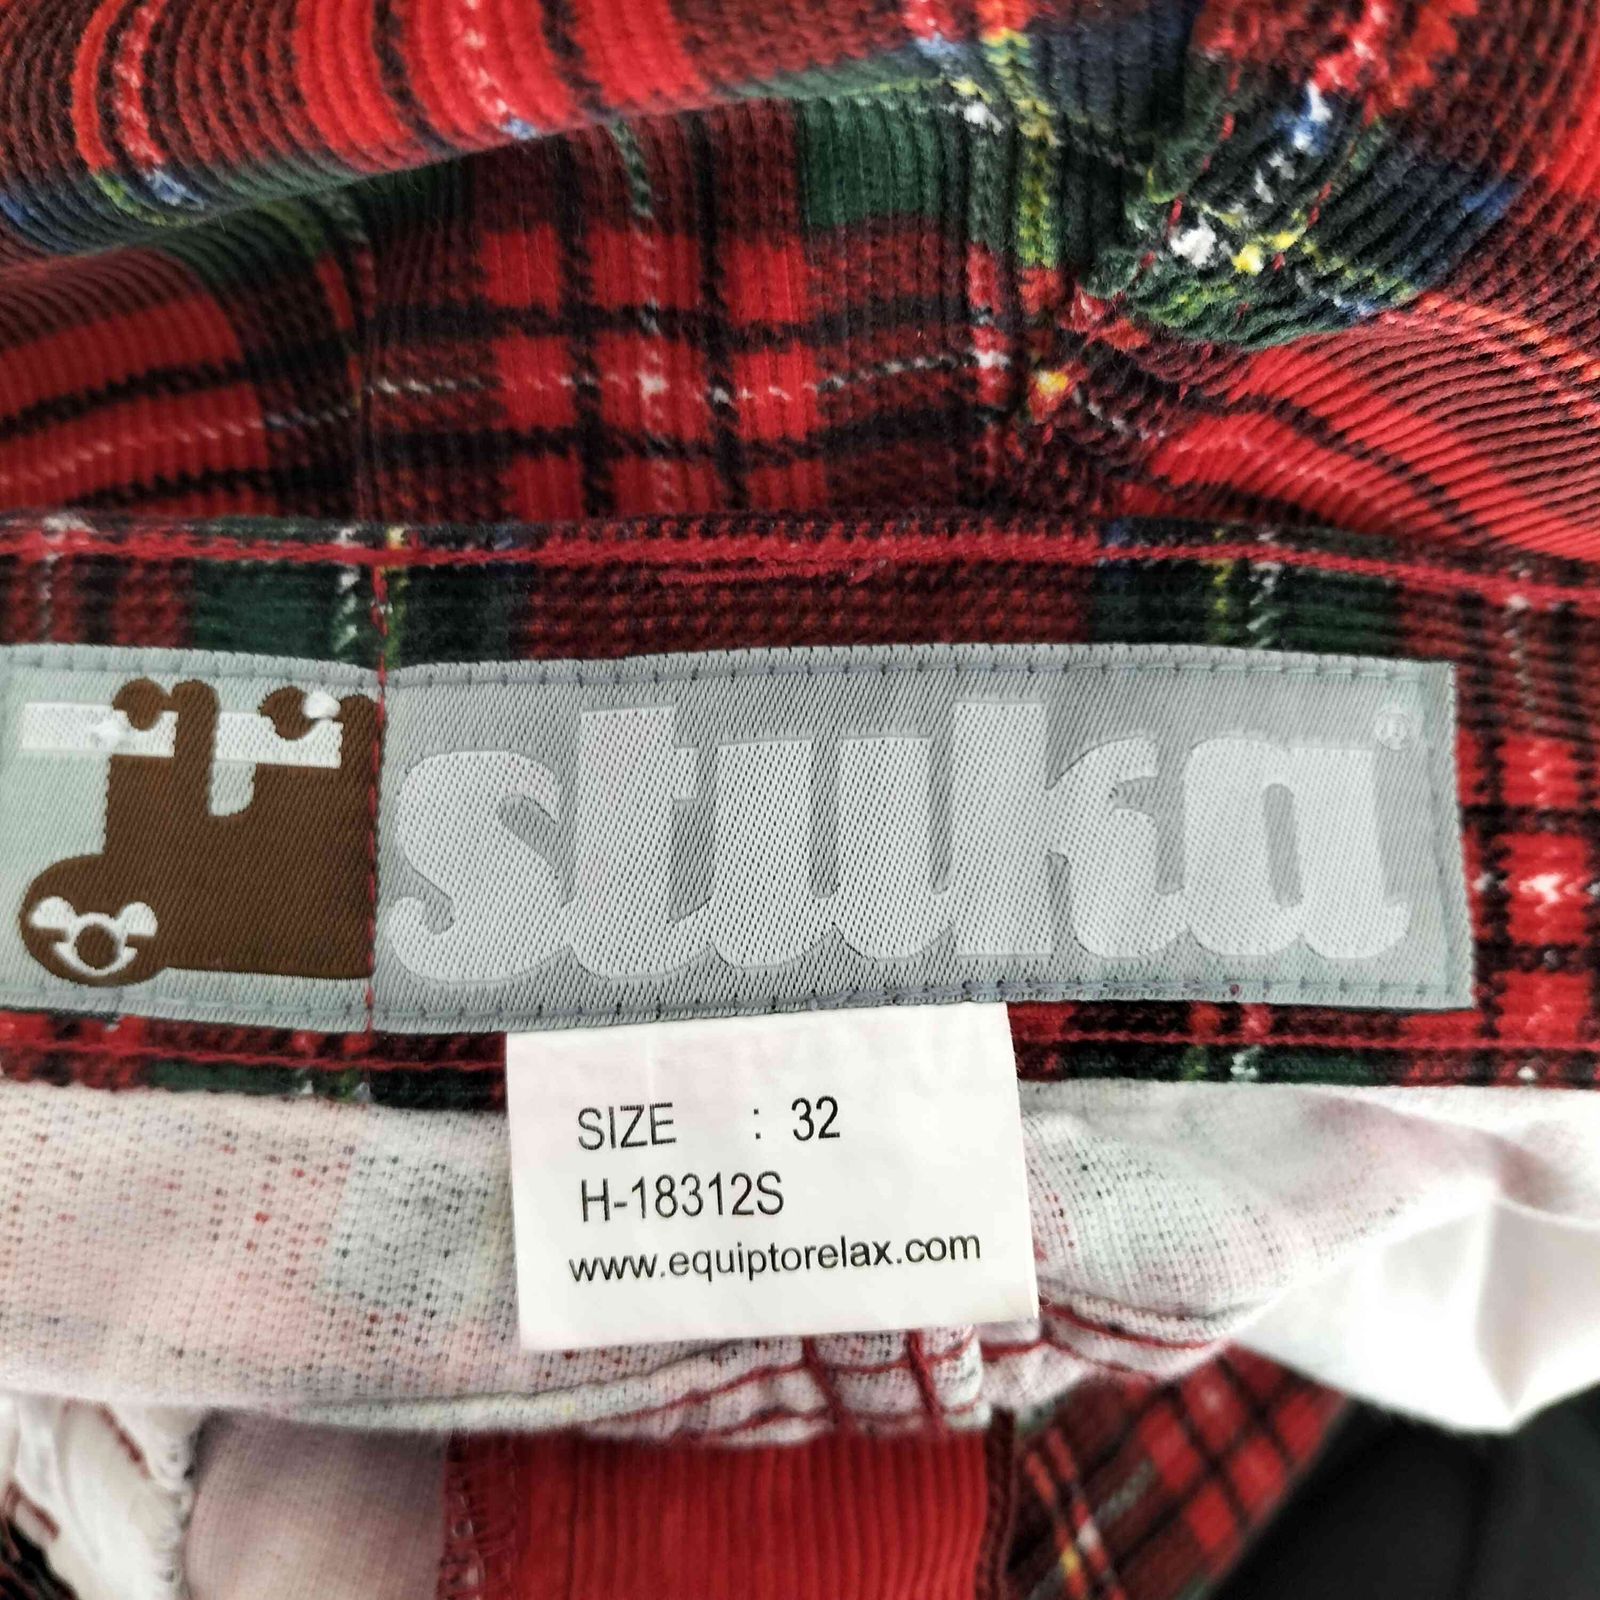 stuka®
SIZE : 32
H-18312S
www.equiptorelax.com